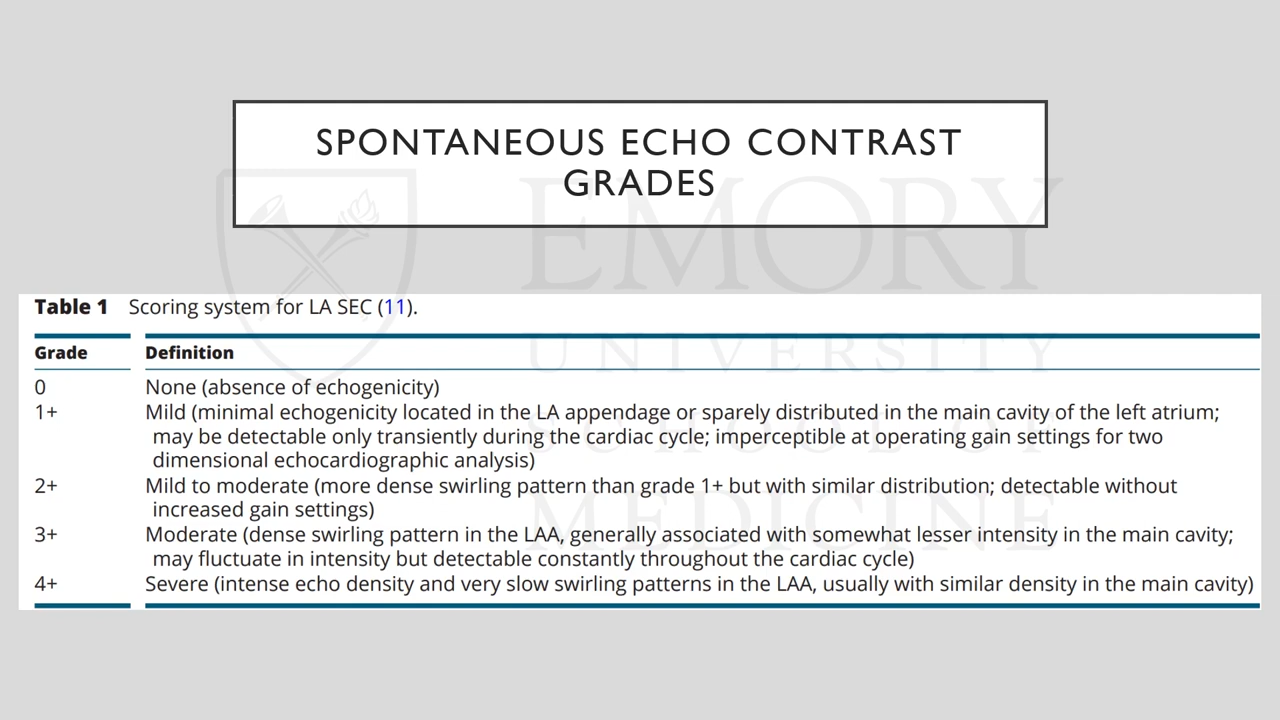 SPONTANEOUS ECHO CONTRAST
GRADES
EMORY
UNIVERSITY
SCHOOL OF
MEDICINE
Table 1 Scoring system for LA SEC (11).
Grade Definition
0 None (absence of echogenicity)
1+ Mild (minimal echogenicity located in the LA appendage or sparely distributed in the main cavity of the left atrium;
may be detectable only transiently during the cardiac cycle; imperceptible at operating gain settings for two
dimensional echocardiographic analysis)
2+ Mild to moderate (more dense swirling pattern than grade 1+ but with similar distribution; detectable without
increased gain settings)
3+ Moderate (dense swirling pattern in the LAA, generally associated with somewhat lesser intensity in the main cavity;
may fluctuate in intensity but detectable constantly throughout the cardiac cycle)
4+ Severe (intense echo density and very slow swirling patterns in the LAA, usually with similar density in the main cavity)